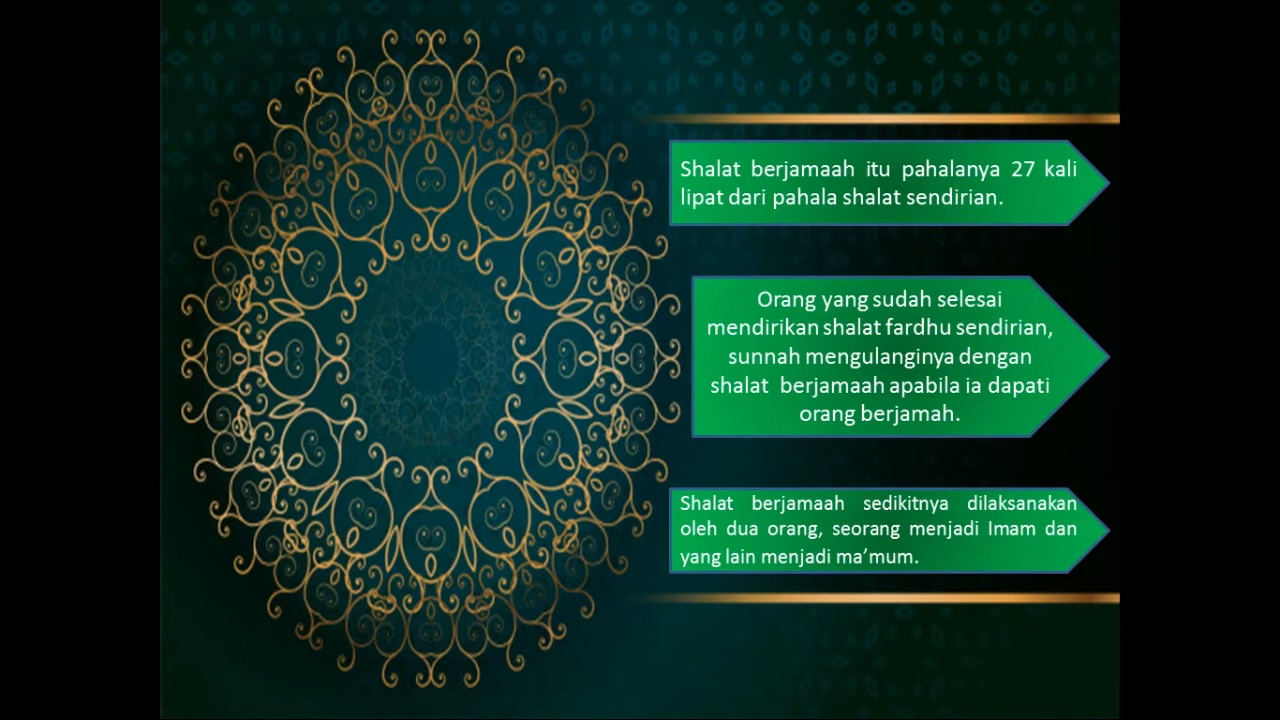 Shalat berjamaah itu pahalanya 27 kali
lipat dari pahala shalat sendirian.
Orang yang sudah selesai
mendirikan shalat fardhu sendirian,
sunnah mengulanginya dengan
shalat berjamaah apabila ia dapati
orang berjamah.
Shalat berjamaah sedikitnya dilaksanakan
oleh dua orang, seorang menjadi Imam dan
yang lain menjadi ma’mum.